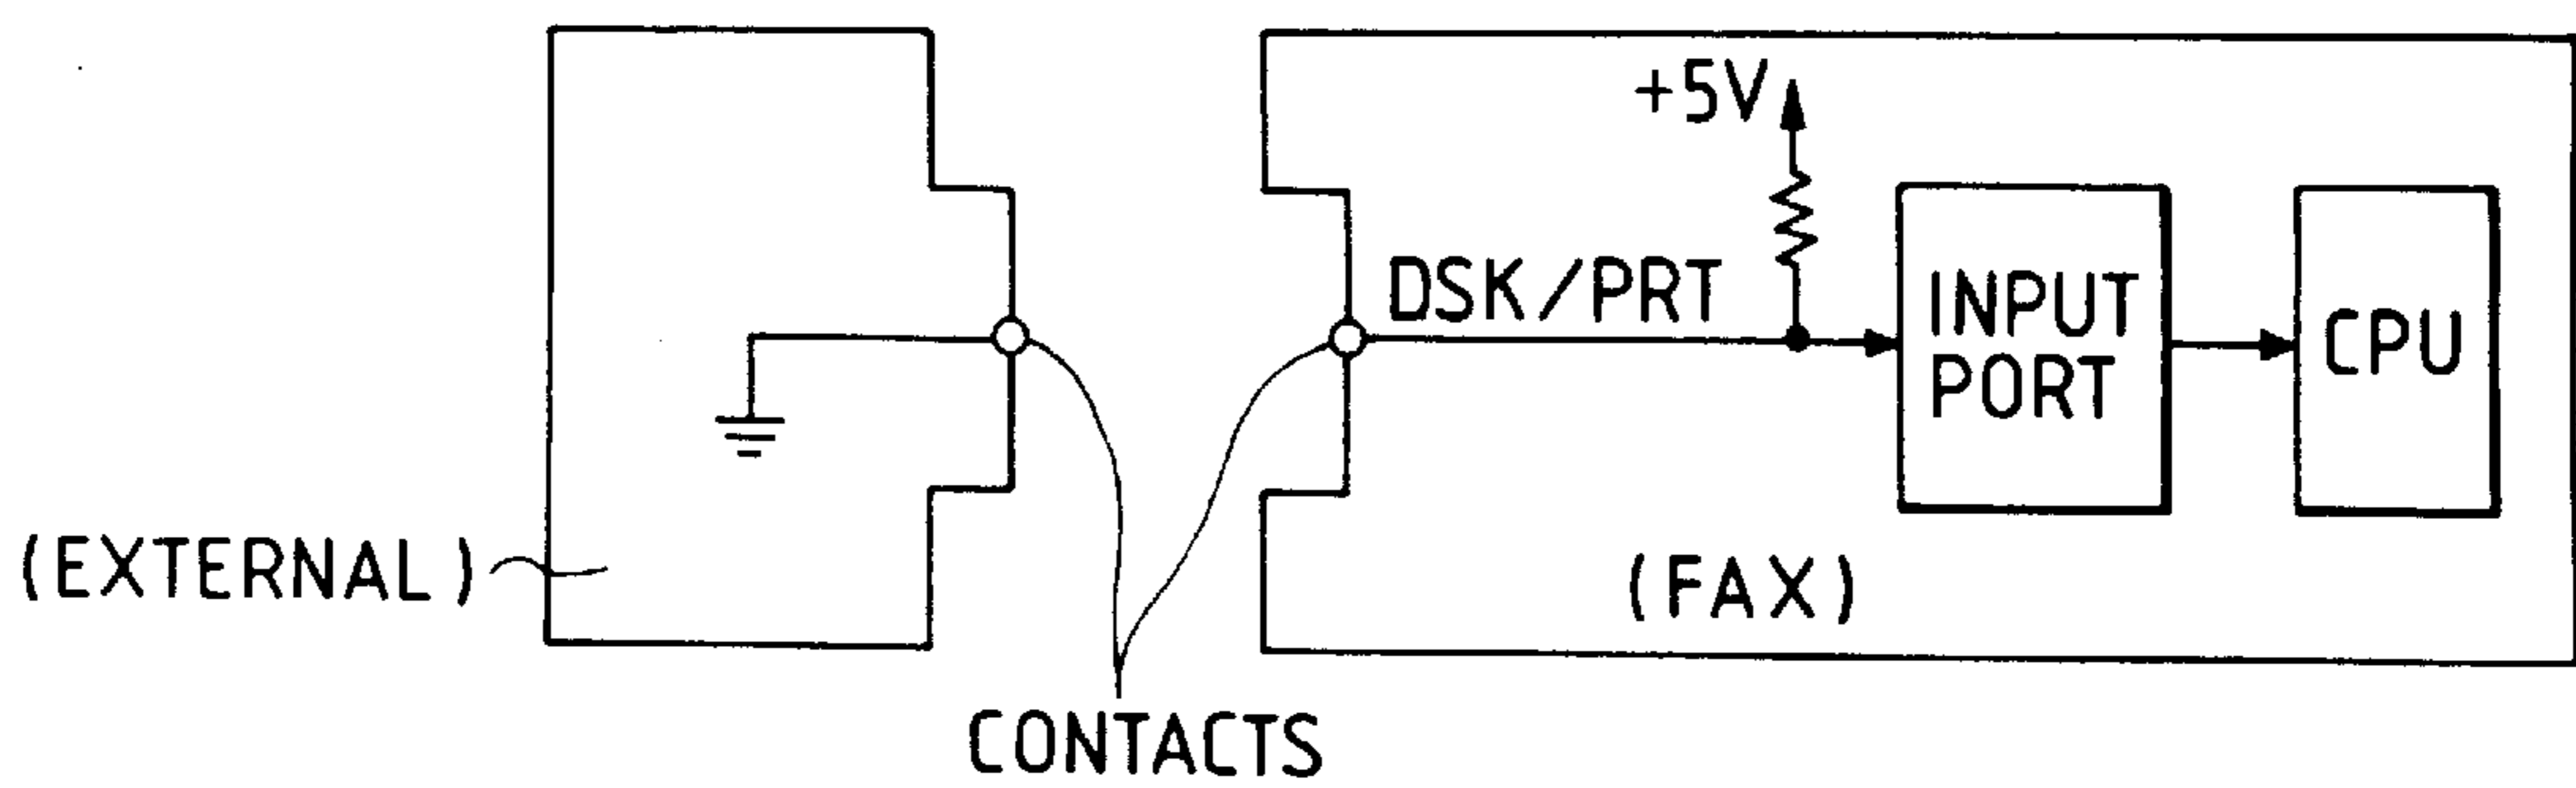 +5V
DSK/PRT
INPUT
PORT
CPU
(EXTERNAL)
(FAX)
CONTACTS